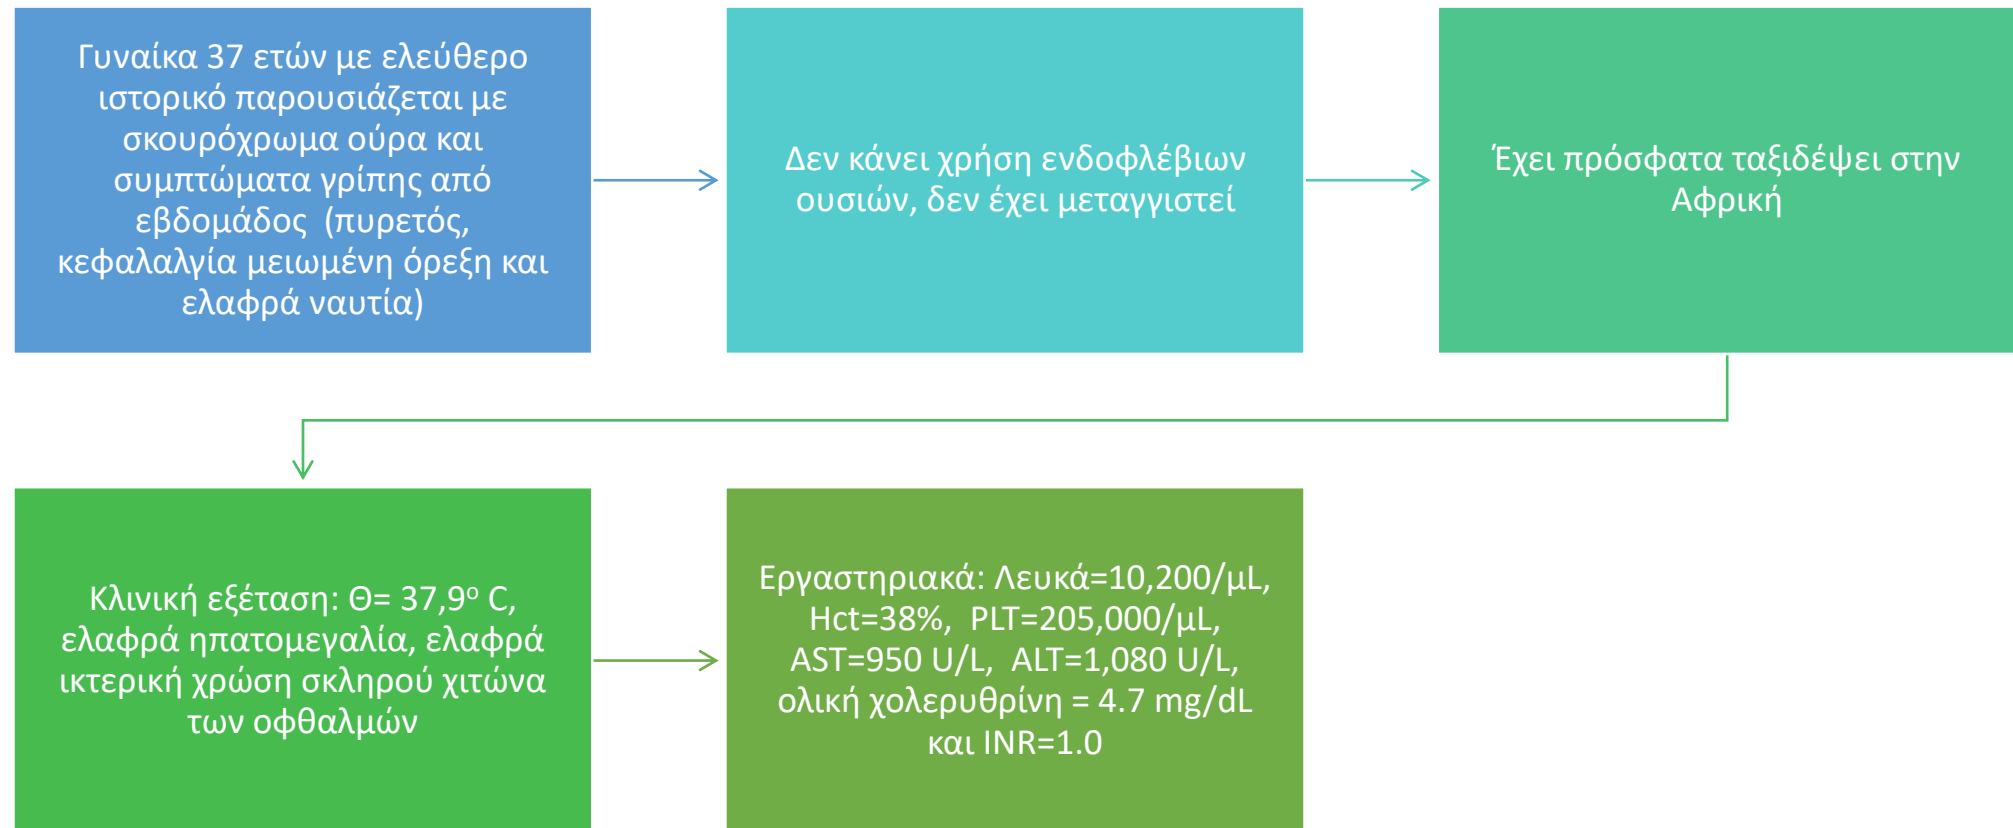 Γυναίκα 37 ετών με ελεύθερο
ιστορικό παρουσιάζεται με
σκουρόχρωμα ούρα και
συμπτώματα γρίπης από
εβδομάδος (πυρετός,
κεφαλαλγία μειωμένη όρεξη και
ελαφρά ναυτία)
Δεν κάνει χρήση ενδοφλέβιων
ουσιών, δεν έχει μεταγγιστεί
Έχει πρόσφατα ταξιδέψει στην
Αφρική
Κλινική εξέταση: Θ= 37,9ο C,
ελαφρά ηπατομεγαλία, ελαφρά
ικτερική χρώση σκληρού χιτώνα
των οφθαλμών
Εργαστηριακά: Λευκά=10,200/μL,
Hct=38%, PLT=205,000/μL,
AST=950 U/L, ALT=1,080 U/L,
ολική χολερυθρίνη = 4.7 mg/dL
και INR=1.0